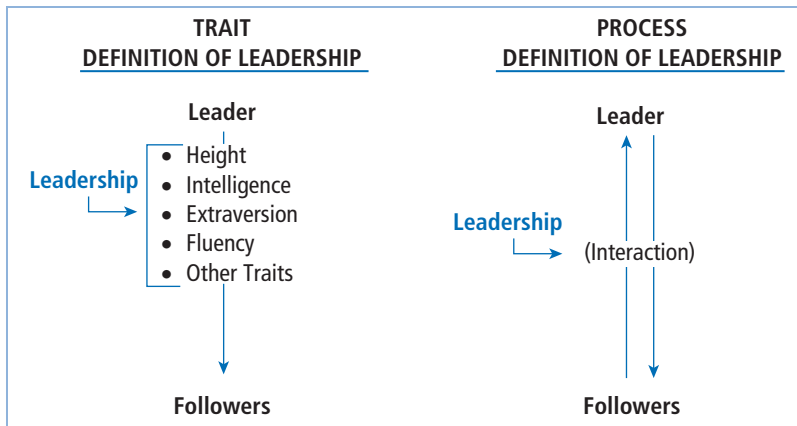 TRAIT
DEFINITION OF LEADERSHIP
Leader
Leadership
• Height
• Intelligence
• Extraversion
• Fluency
• Other Traits
Followers
PROCESS
DEFINITION OF LEADERSHIP
Leader
Leadership
(Interaction)
Followers